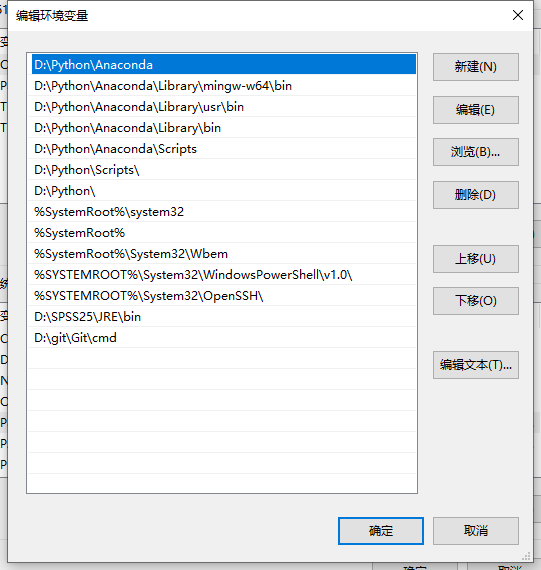 编辑环境变量
D:\Python\Anaconda
D:\Python\Anaconda\Library\mingw-w64\bin
D:\Python\Anaconda\Library\usr\bin
D:\Python\Anaconda\Library\bin
D:\Python\Anaconda\Scripts
D:\Python\Scripts\
D:\Python\
%SystemRoot%\system32
%SystemRoot%
%SystemRoot%\System32\Wbem
%SYSTEMROOT%\System32\WindowsPowerShell\v1.0\
%SYSTEMROOT%\System32\OpenSSH\
D:\SPSS25\JRE\bin
D:\git\Git\cmd
新建(N)
编辑(E)
浏览(B)...
删除(D)
上移(U)
下移(O)
编辑文本(T)...
确定
取消